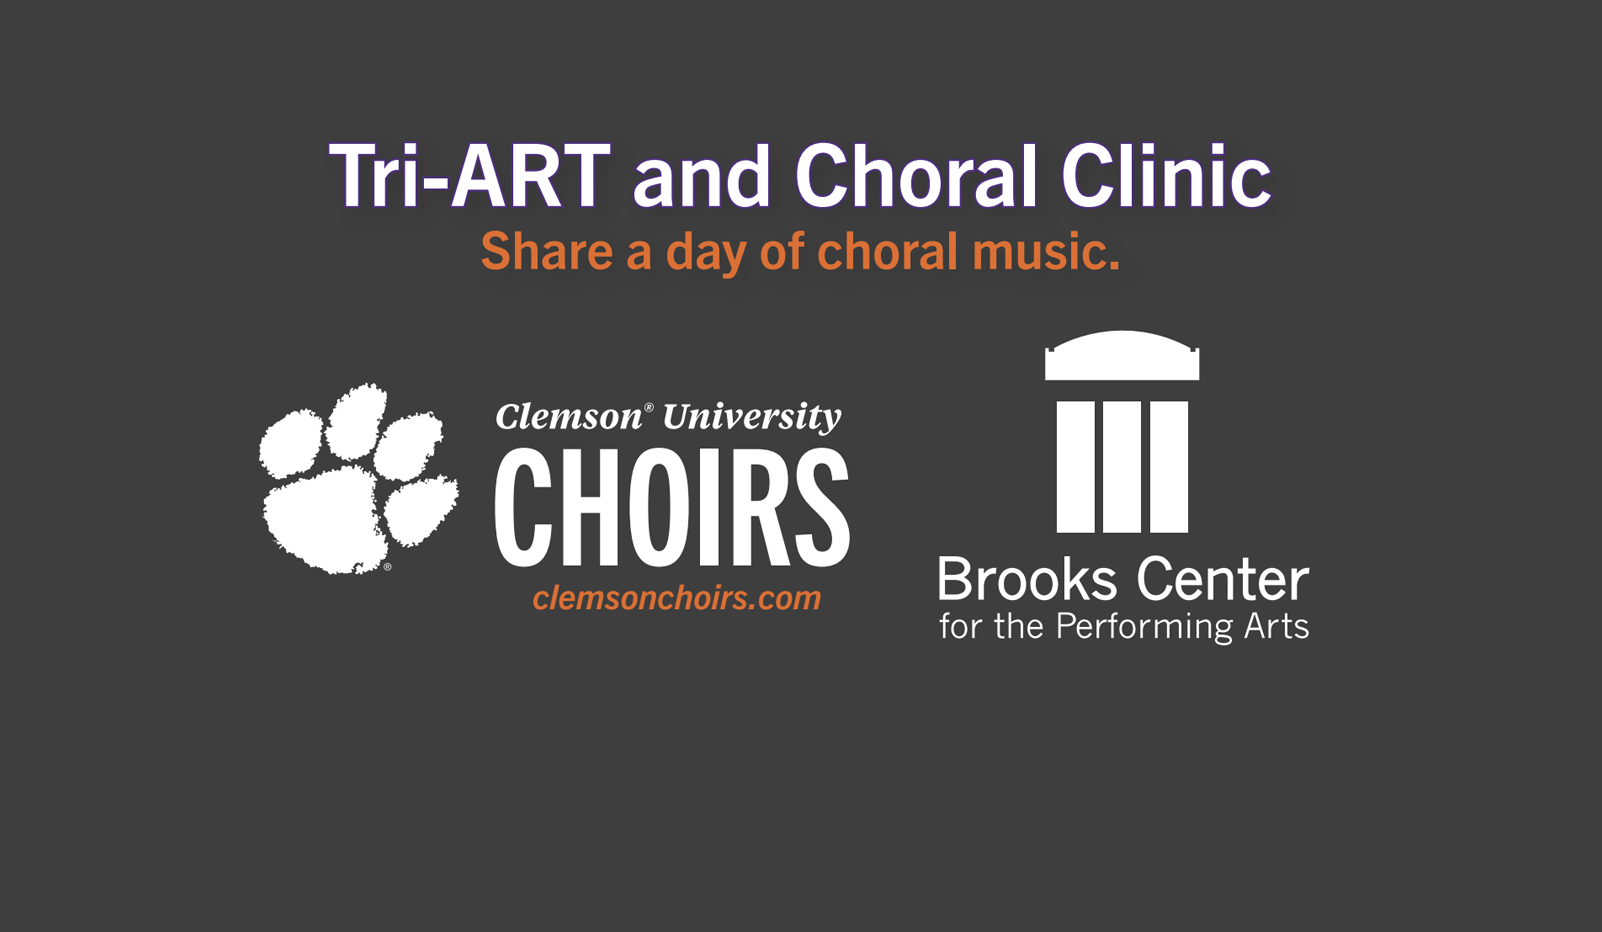 Tri-ART and Choral Clinic
Share a day of choral music.
Clemson® University
CHOIRS
clemsonchoirs.com
®
Brooks Center
for the Performing Arts